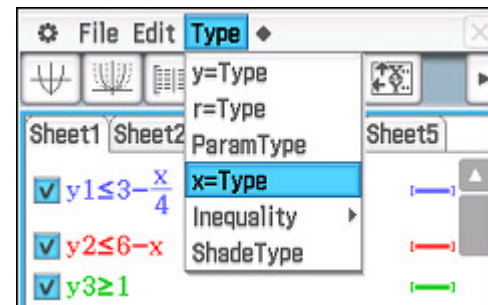 File Edit Type
y=Type
r=Type
Sheet1 Sheet2 ParamType Sheet5
x=Type
y1≤3-x/4
Inequality
y2≤6-x
ShadeType
y3≥1